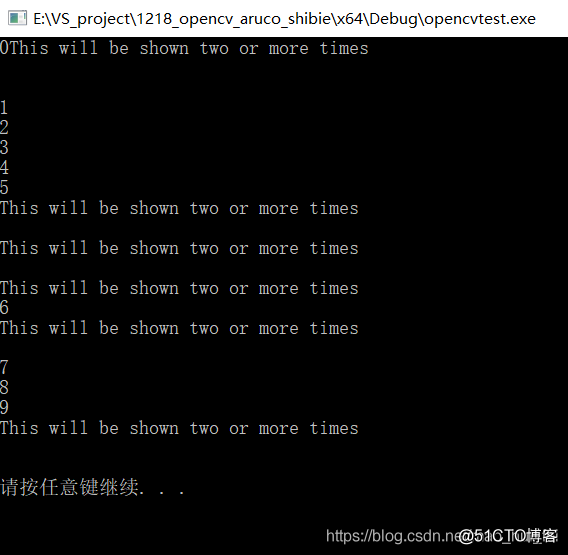 E:\VS_project\1218_opencv_aruco_shibie\x64\Debug\opencvtest.exe
0This will be shown two or more times
1
2
3
4
5
This will be shown two or more times
This will be shown two or more times
This will be shown two or more times
6
This will be shown two or more times
7
8
9
This will be shown two or more times
请按任意键继续. . .
https://blog.csdn.ne
@51CTO博客